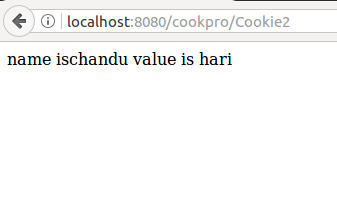 localhost:8080/cookpro/Cookie2
name ischandu value is hari